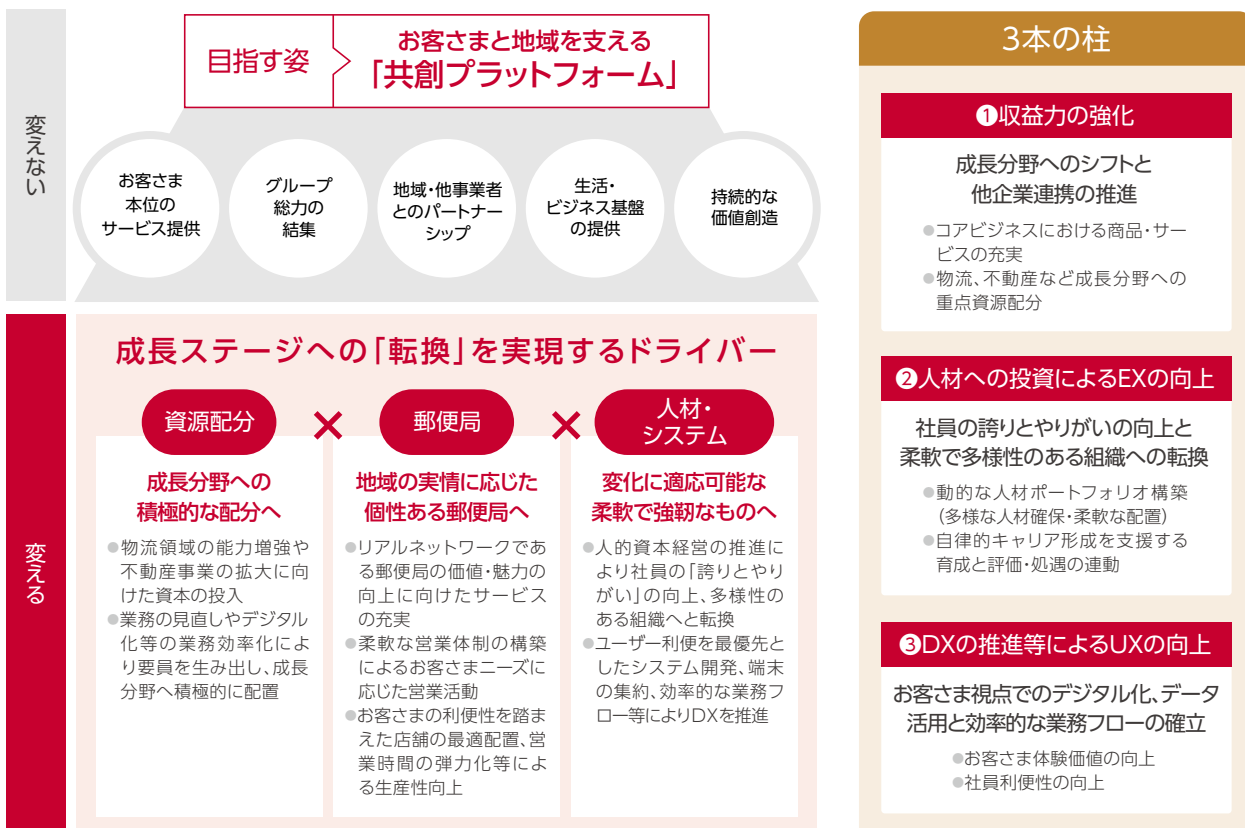 変えない
目指す姿
お客さまと地域を支える
「共創プラットフォーム」
お客さま
本位の
サービス提供
グループ
総力の
結集
地域・他事業者
とのパートナー
シップ
生活・
ビジネス基盤
の提供
持続的な
価値創造
変える
成長ステージへの「転換」を実現するドライバー
資源配分
成長分野への
積極的な配分へ
●物流領域の能力増強や
不動産事業の拡大に向
けた資本の投入
●業務の見直しやデジタル
化等の業務効率化によ
り要員を生み出し、成長
分野へ積極的に配置
×
郵便局
地域の実情に応じた
個性ある郵便局へ
●リアルネットワークであ
る郵便局の価値・魅力の
向上に向けたサービス
の充実
●柔軟な営業体制の構築
によるお客さまニーズに
応じた営業活動
●お客さまの利便性を踏ま
えた店舗の最適配置、営
業時間の弾力化等によ
る生産性向上
×
人材・
システム
変化に適応可能な
柔軟で強靭なものへ
●人的資本経営の推進に
より社員の「誇りとやり
がい」の向上、多様性の
ある組織へと転換
●ユーザー利便を最優先と
したシステム開発、端末
の集約、効率的な業務フ
ロー等によりDXを推進
3本の柱
❶収益力の強化
成長分野へのシフトと
他企業連携の推進
●コアビジネスにおける商品・サー
ビスの充実
●物流、不動産など成長分野への
重点資源配分
❷人材への投資によるEXの向上
社員の誇りとやりがいの向上と
柔軟で多様性のある組織への転換
●動的な人材ポートフォリオ構築
(多様な人材確保・柔軟な配置)
●自律的キャリア形成を支援する
育成と評価・処遇の連動
❸DXの推進等によるUXの向上
お客さま視点でのデジタル化、データ
活用と効率的な業務フローの確立
●お客さま体験価値の向上
●社員利便性の向上